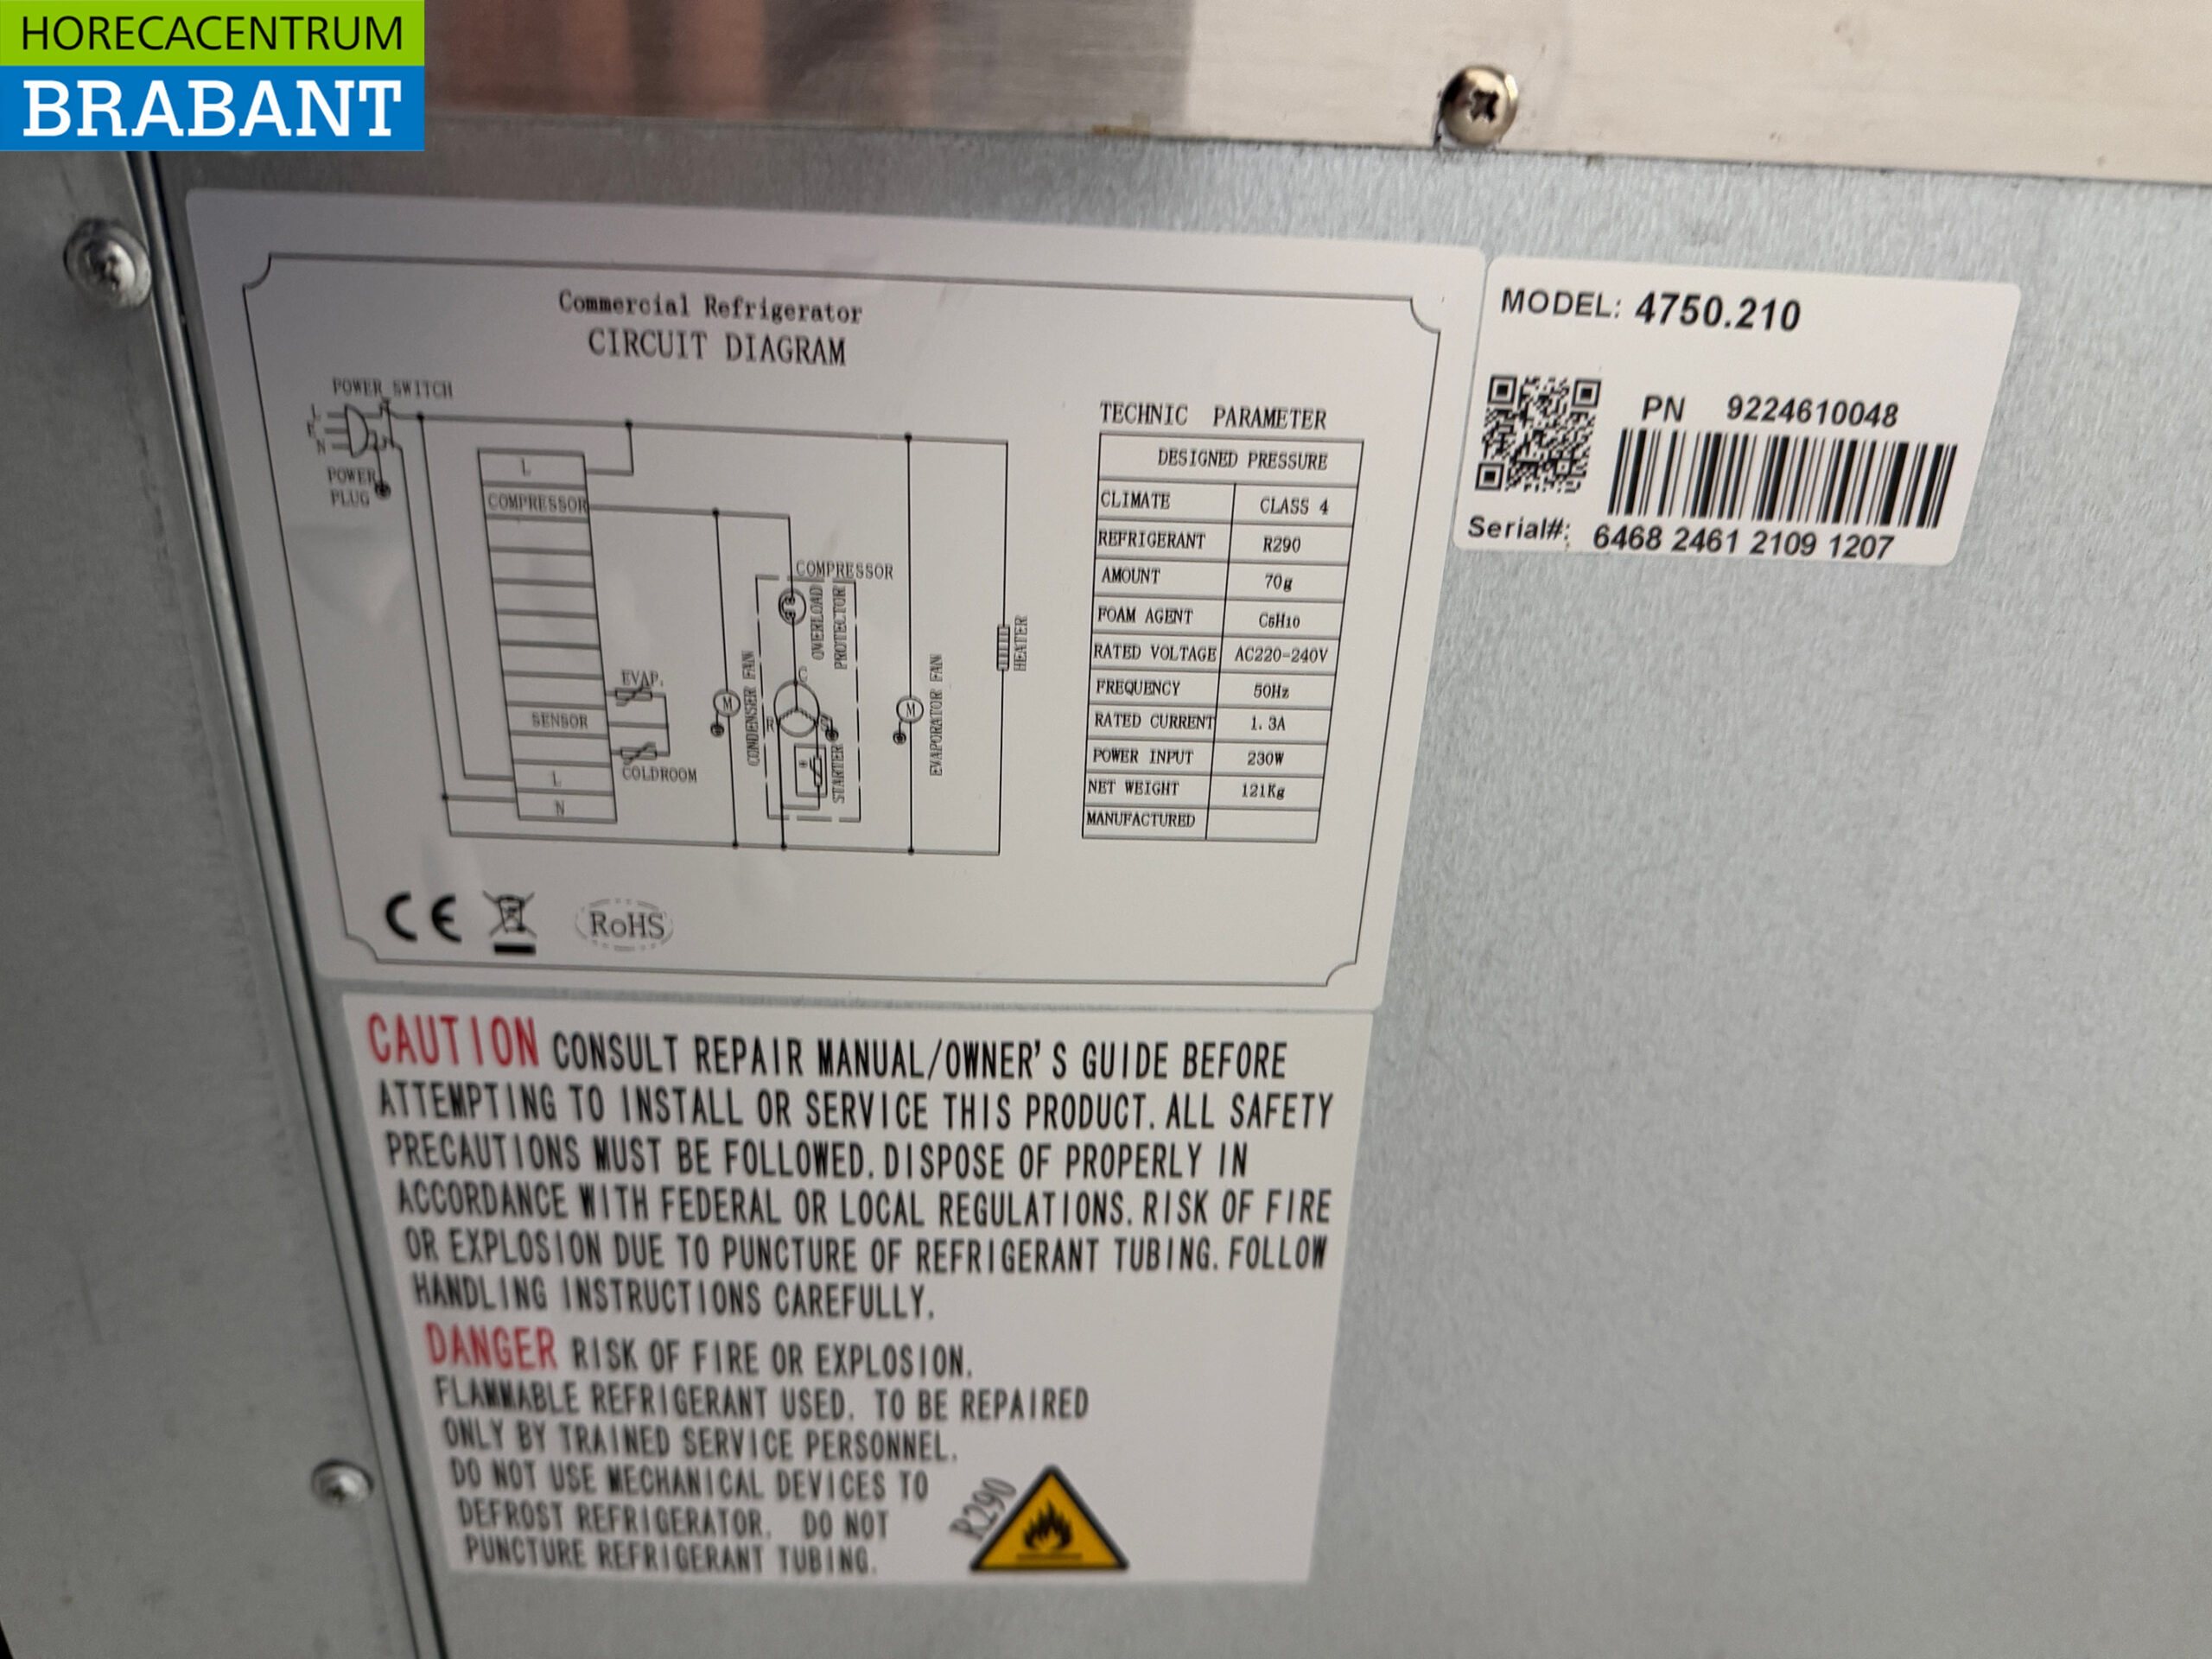 HORECACENTRUM
BRABANT
Commercial Refrigerator
CIRCUIT DIAGRAM
POWER SWITCH
L
E
N
POWER
PLUG
L
COMPRESSOR
SENSOR
L
N
EVAP.
COLDROOM
CONDENSER FAN
M
COMPRESSOR
OVERLOAD
PROTECTOR
C
R
S
STARTER
M
EVAPORATOR FAN
HEATER
TECHNIC PARAMETER
DESIGNED PRESSURE
CLIMATE CLASS 4
REFRIGERANT R290
AMOUNT 70g
FOAM AGENT C5H10
RATED VOLTAGE AC220-240V
FREQUENCY 50Hz
RATED CURRENT 1.3A
POWER INPUT 230W
NET WEIGHT 121Kg
MANUFACTURED
CE
RoHS
MODEL: 4750.210
PN 9224610048
Serial#: 6468 2461 2109 1207
CAUTION CONSULT REPAIR MANUAL/OWNER'S GUIDE BEFORE
ATTEMPTING TO INSTALL OR SERVICE THIS PRODUCT. ALL SAFETY
PRECAUTIONS MUST BE FOLLOWED. DISPOSE OF PROPERLY IN
ACCORDANCE WITH FEDERAL OR LOCAL REGULATIONS. RISK OF FIRE
OR EXPLOSION DUE TO PUNCTURE OF REFRIGERANT TUBING. FOLLOW
HANDLING INSTRUCTIONS CAREFULLY.
DANGER RISK OF FIRE OR EXPLOSION.
FLAMMABLE REFRIGERANT USED. TO BE REPAIRED
ONLY BY TRAINED SERVICE PERSONNEL.
DO NOT USE MECHANICAL DEVICES TO
DEFROST REFRIGERATOR. DO NOT
PUNCTURE REFRIGERANT TUBING.
R290